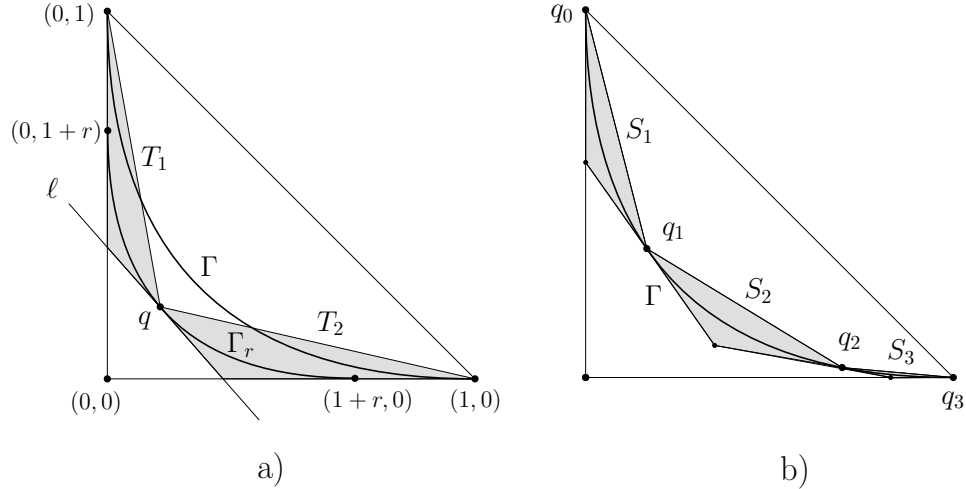 (0, 1)
(0, 1 + r)
T₁
ℓ
Γ
q
T₂
Γᵣ
(0, 0)
(1 + r, 0)
(1, 0)
a)
q₀
S₁
q₁
Γ
S₂
q₂
S₃
q₃
b)